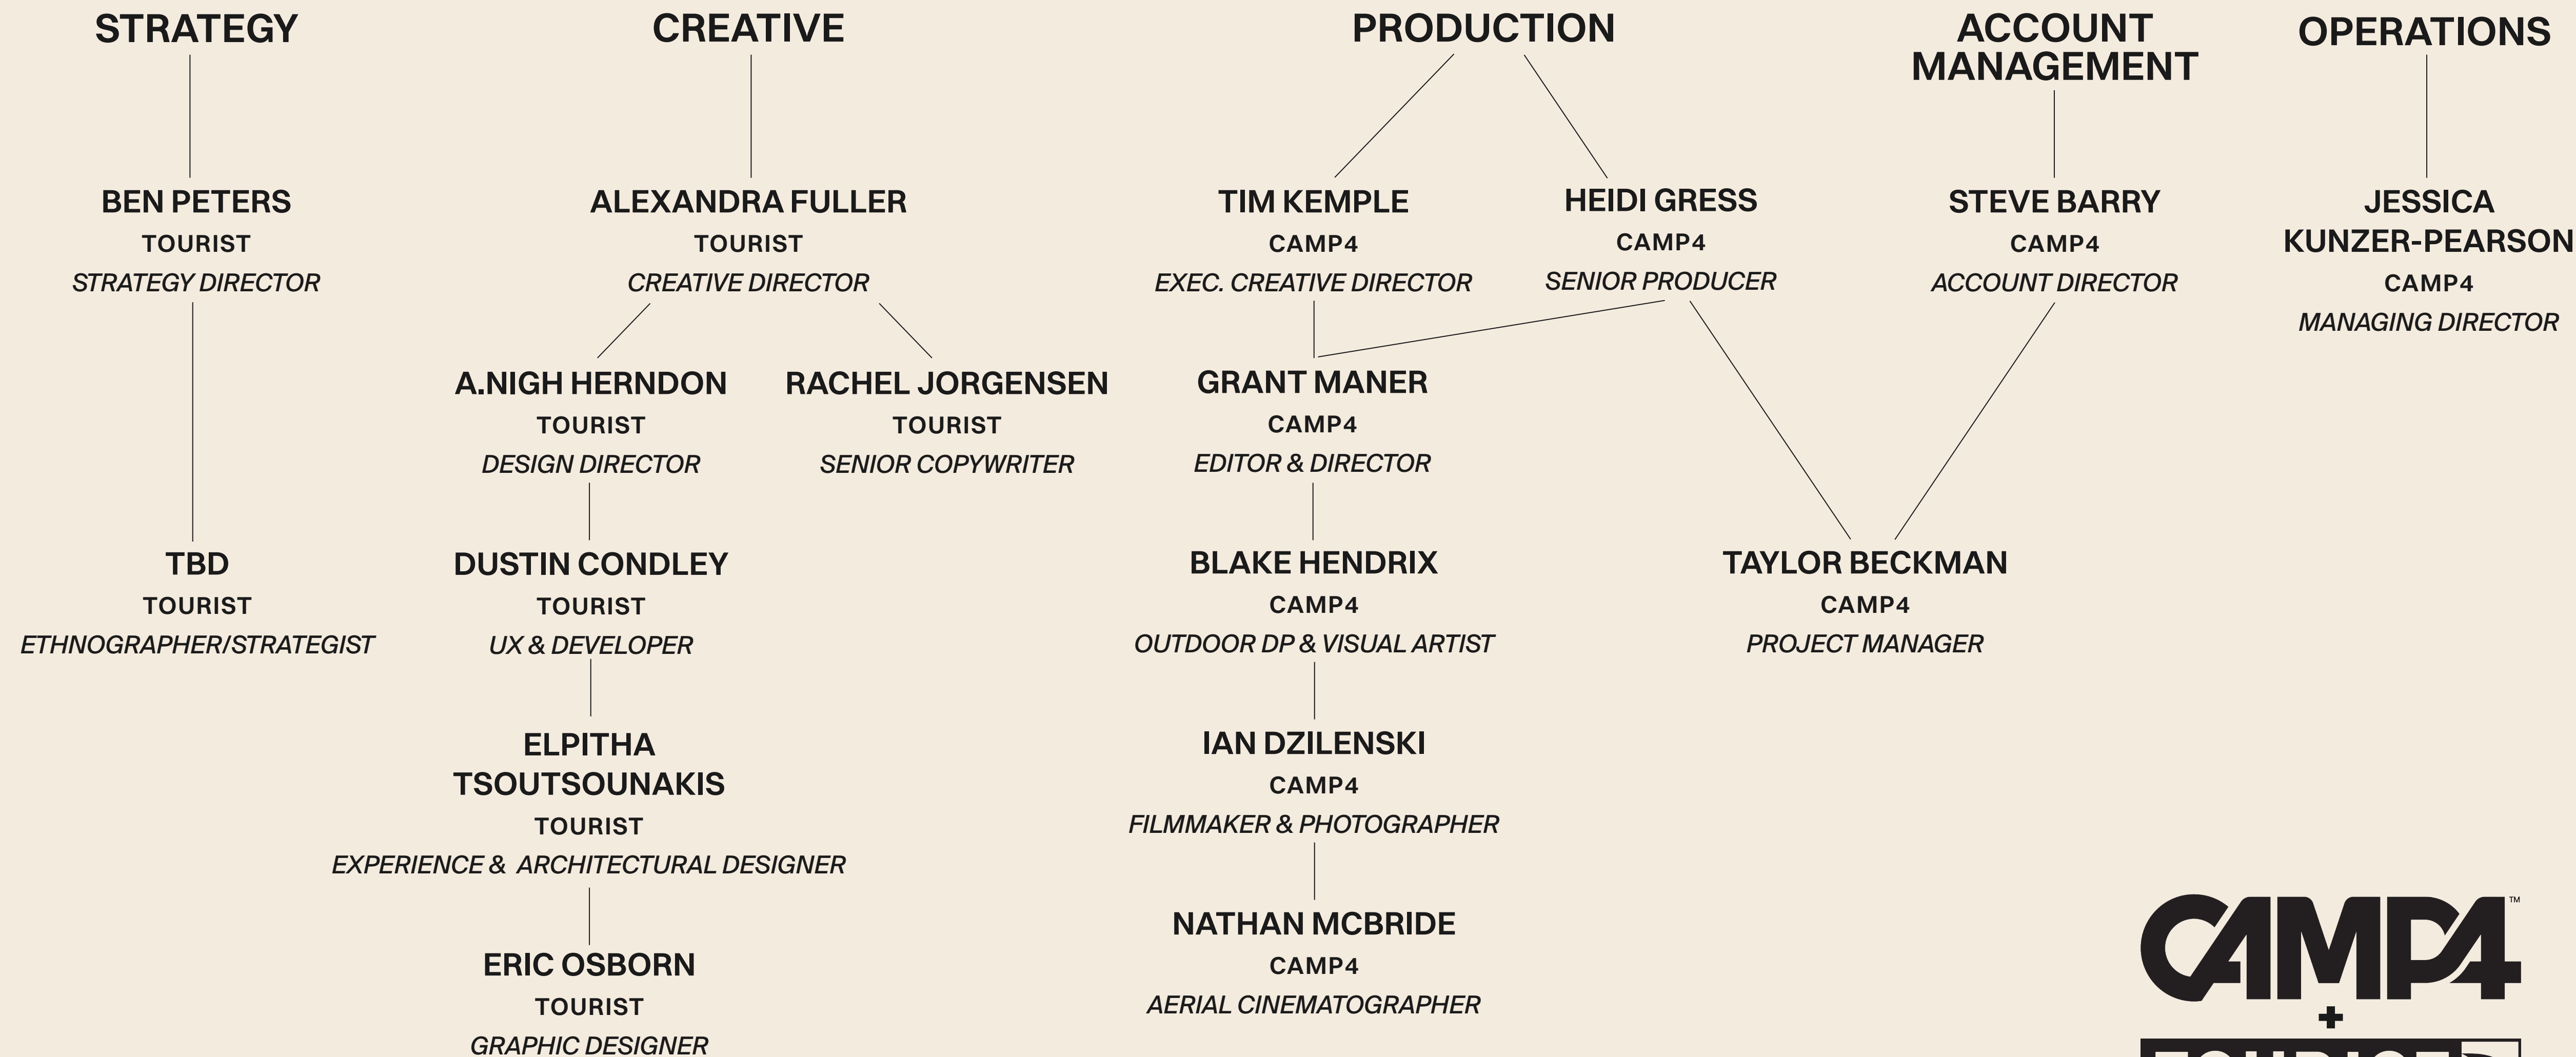 STRATEGY
BEN PETERS
TOURIST
STRATEGY DIRECTOR
TBD
TOURIST
ETHNOGRAPHER/STRATEGIST
CREATIVE
ALEXANDRA FULLER
TOURIST
CREATIVE DIRECTOR
A.NIGH HERNDON
TOURIST
DESIGN DIRECTOR
RACHEL JORGENSEN
TOURIST
SENIOR COPYWRITER
DUSTIN CONDLEY
TOURIST
UX & DEVELOPER
ELPITHA
TSOUTSOUNAKIS
TOURIST
EXPERIENCE & ARCHITECTURAL DESIGNER
ERIC OSBORN
TOURIST
GRAPHIC DESIGNER
PRODUCTION
TIM KEMPLE
CAMP4
EXEC. CREATIVE DIRECTOR
HEIDI GRESS
CAMP4
SENIOR PRODUCER
GRANT MANER
CAMP4
EDITOR & DIRECTOR
BLAKE HENDRIX
CAMP4
OUTDOOR DP & VISUAL ARTIST
IAN DZILENSKI
CAMP4
FILMMAKER & PHOTOGRAPHER
NATHAN MCBRIDE
CAMP4
AERIAL CINEMATOGRAPHER
ACCOUNT
MANAGEMENT
STEVE BARRY
CAMP4
ACCOUNT DIRECTOR
TAYLOR BECKMAN
CAMP4
PROJECT MANAGER
OPERATIONS
JESSICA
KUNZER-PEARSON
CAMP4
MANAGING DIRECTOR
CAMP4™
+